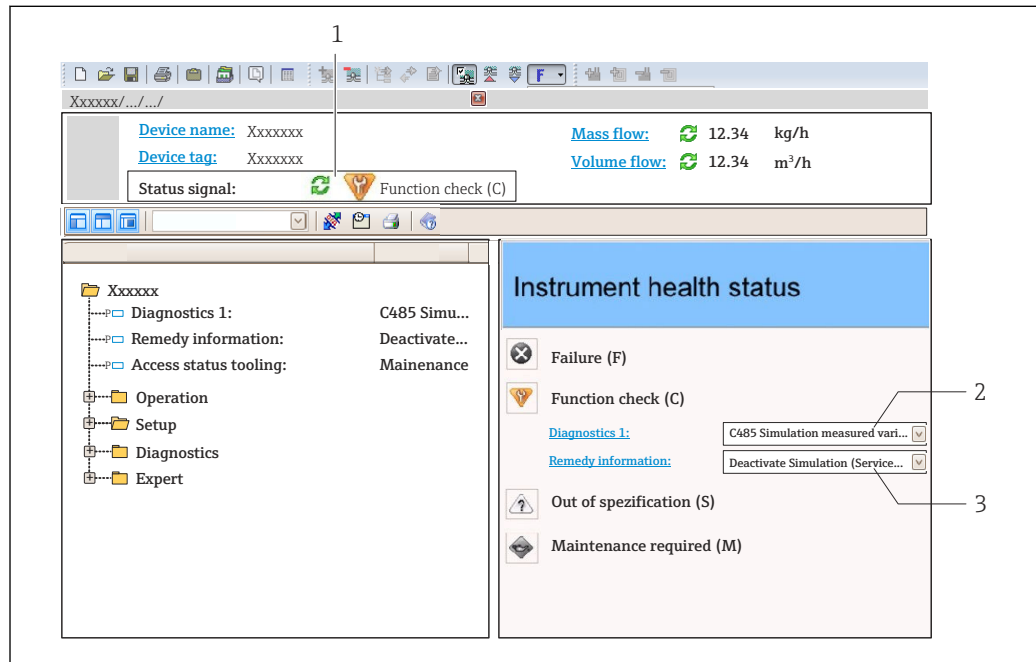 1
F
Xxxxxx/.../.../
Device name: Xxxxxxx
Mass flow: 12.34 kg/h
Device tag: Xxxxxxx
Volume flow: 12.34 m³/h
Status signal: Function check (C)
Xxxxxx
Diagnostics 1: C485 Simu...
Remedy information: Deactivate...
Access status tooling: Mainenance
Operation
Setup
Diagnostics
Expert
Instrument health status
Failure (F)
Function check (C)
2
Diagnostics 1: C485 Simulation measured vari...
Remedy information: Deactivate Simulation (Service...
3
Out of spezification (S)
Maintenance required (M)